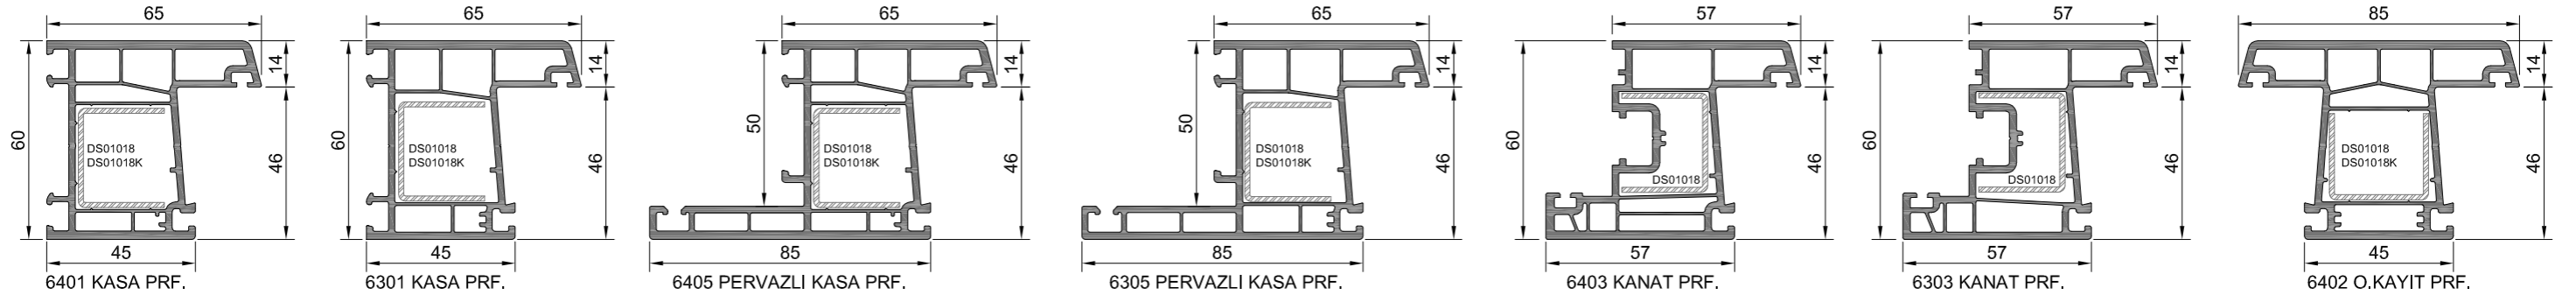 65
60
14
46
DS01018
DS01018K
45
6401 KASA PRF.
65
60
14
46
DS01018
DS01018K
45
6301 KASA PRF.
65
50
14
46
DS01018
DS01018K
85
6405 PERVAZLI KASA PRF.
65
50
14
46
DS01018
DS01018K
85
6305 PERVAZLI KASA PRF.
57
60
14
46
DS01018
57
6403 KANAT PRF.
57
60
14
46
DS01018
57
6303 KANAT PRF.
85
14
46
DS01018
DS01018K
45
6402 O.KAYIT PRF.